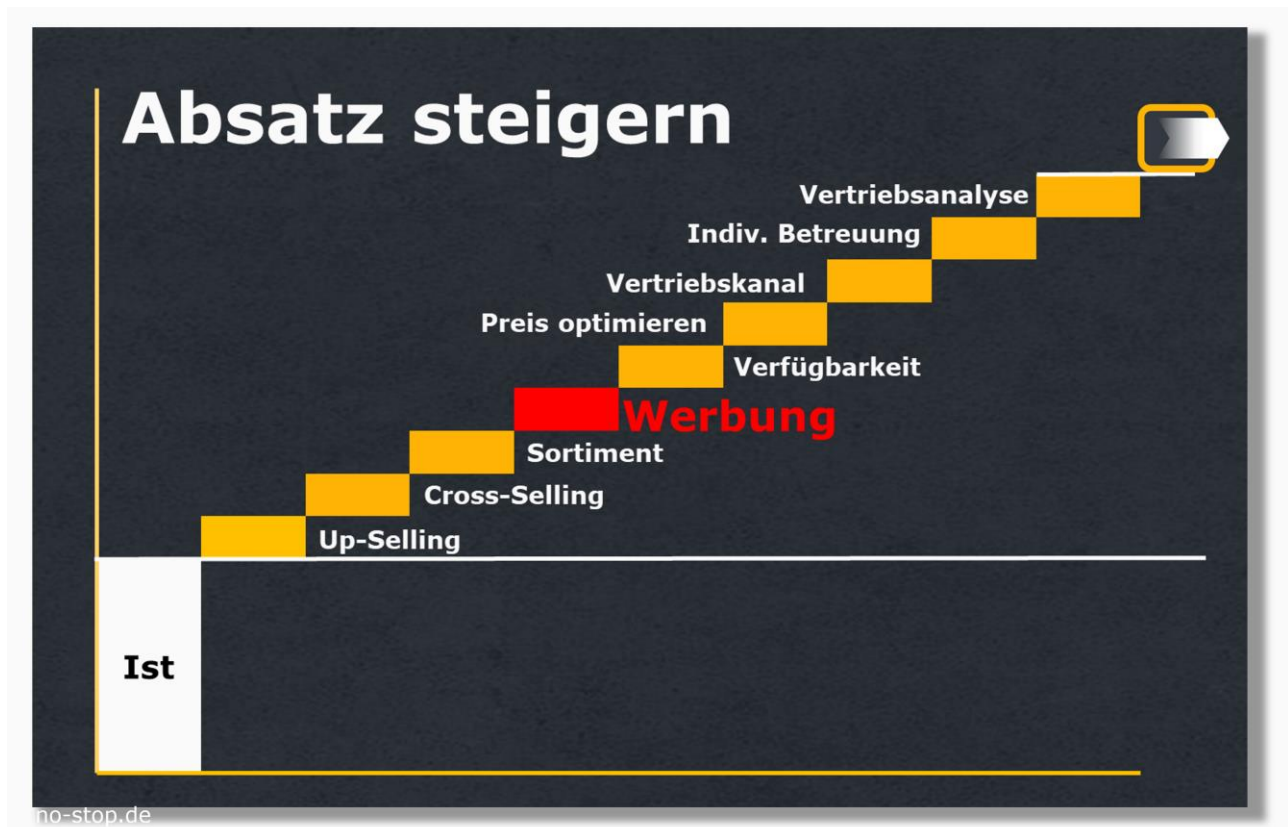 Absatz steigern
Vertriebsanalyse
Indiv. Betreuung
Vertriebskanal
Preis optimieren
Verfügbarkeit
Werbung
Sortiment
Cross-Selling
Up-Selling
Ist
no-stop.de